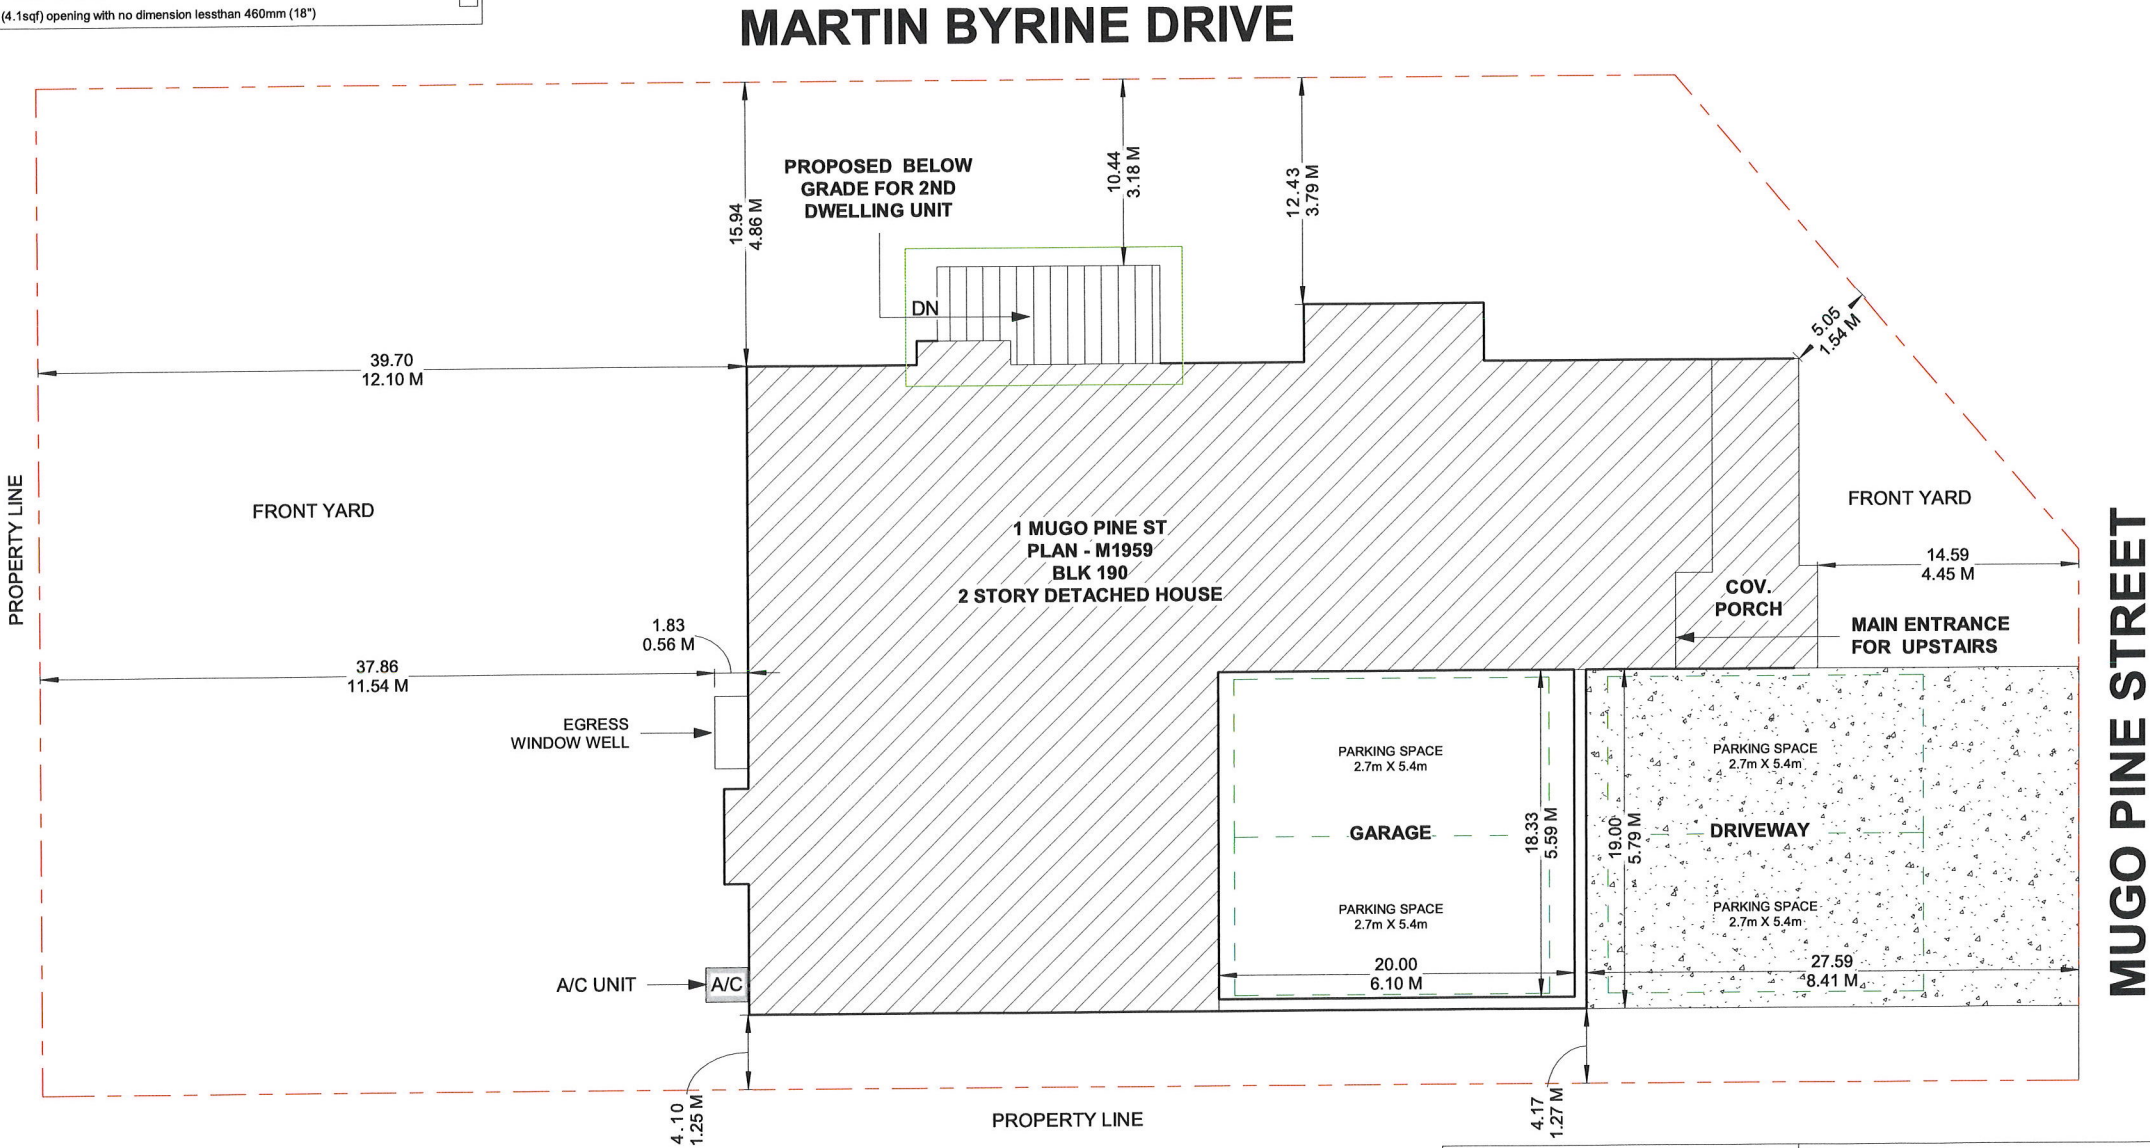 (4.1sqf) opening with no dimension lessthan 460mm (18")
MARTIN BYRINE DRIVE
PROPOSED BELOW
GRADE FOR 2ND
DWELLING UNIT
15.94
4.86 M
10.44
3.18 M
12.43
3.79 M
DN
5.05
1.54 M
39.70
12.10 M
PROPERTY LINE
FRONT YARD
FRONT YARD
1 MUGO PINE ST
PLAN - M1959
BLK 190
2 STORY DETACHED HOUSE
14.59
4.45 M
COV.
PORCH
MAIN ENTRANCE
FOR UPSTAIRS
MUGO PINE STREET
1.83
0.56 M
37.86
11.54 M
EGRESS
WINDOW WELL
PARKING SPACE
2.7m X 5.4m
PARKING SPACE
2.7m X 5.4m
GARAGE
18.33
5.59 M
19.00
5.79 M
DRIVEWAY
PARKING SPACE
2.7m X 5.4m
PARKING SPACE
2.7m X 5.4m
20.00
6.10 M
27.59
8.41 M
A/C UNIT
A/C
4.10
1.25 M
PROPERTY LINE
4.17
1.27 M